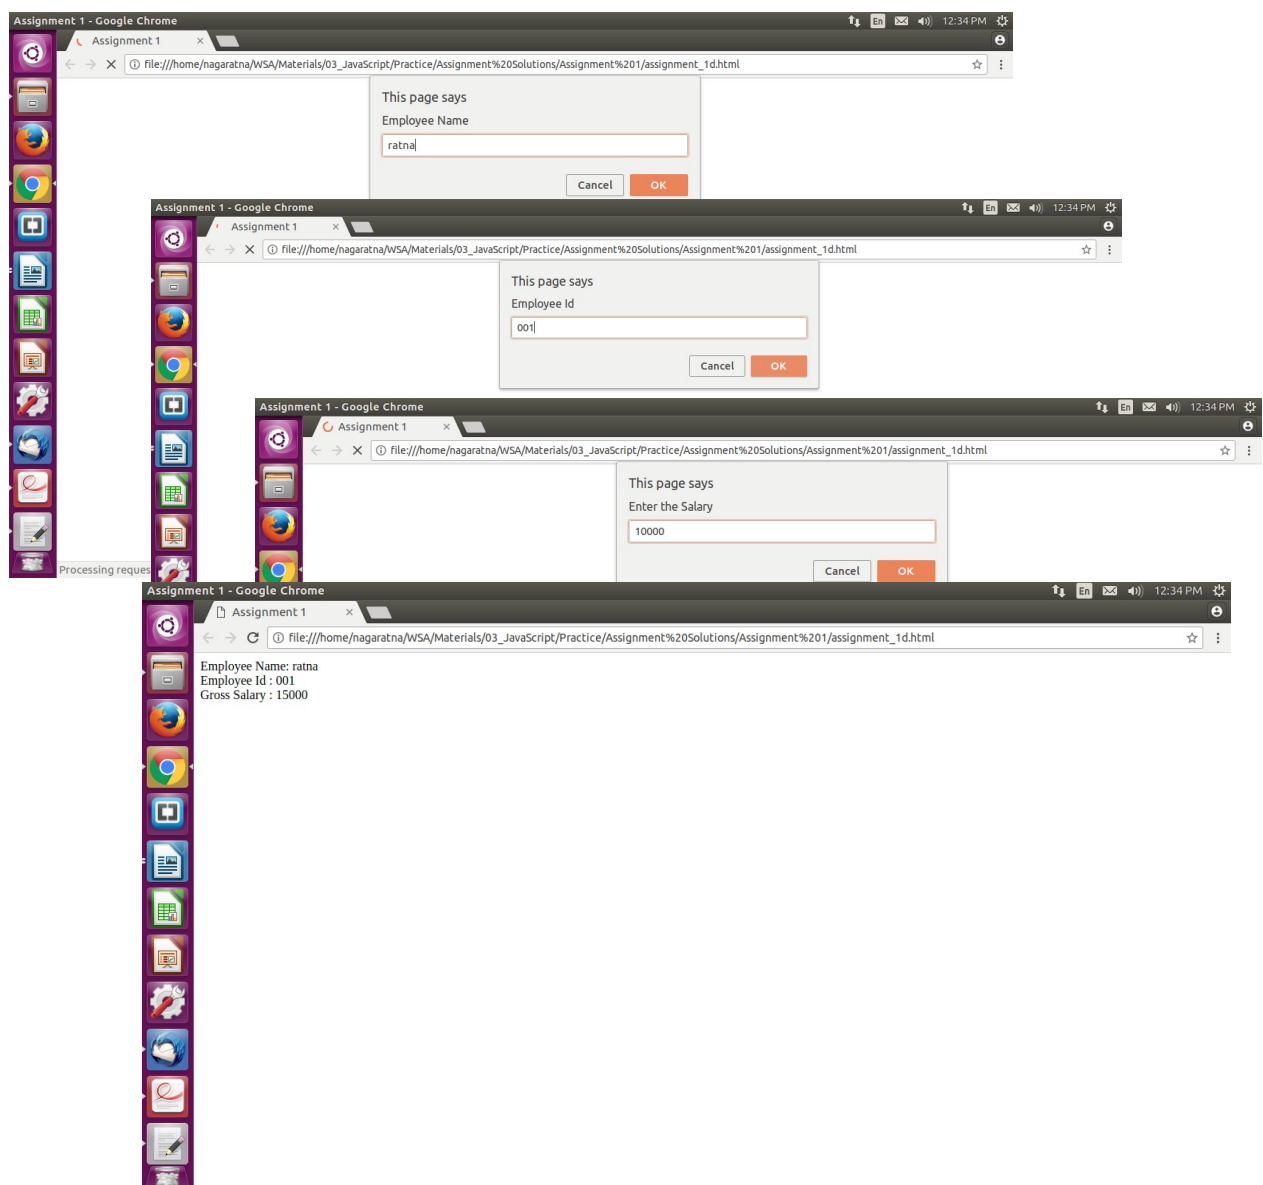 Assignment 1 - Google Chrome
En
12:34 PM
Assignment 1
file:///home/nagaratna/WSA/Materials/03_JavaScript/Practice/Assignment%20Solutions/Assignment%201/assignment_1d.html
This page says
Employee Name
ratna
Cancel
OK
Processing reques
Assignment 1 - Google Chrome
En
12:34 PM
Assignment 1
file:///home/nagaratna/WSA/Materials/03_JavaScript/Practice/Assignment%20Solutions/Assignment%201/assignment_1d.html
This page says
Employee Id
001
Cancel
OK
Assignment 1 - Google Chrome
En
12:34 PM
Assignment 1
file:///home/nagaratna/WSA/Materials/03_JavaScript/Practice/Assignment%20Solutions/Assignment%201/assignment_1d.html
This page says
Enter the Salary
10000
Cancel
OK
Assignment 1 - Google Chrome
En
12:34 PM
Assignment 1
file:///home/nagaratna/WSA/Materials/03_JavaScript/Practice/Assignment%20Solutions/Assignment%201/assignment_1d.html
Employee Name: ratna
Employee Id : 001
Gross Salary : 15000